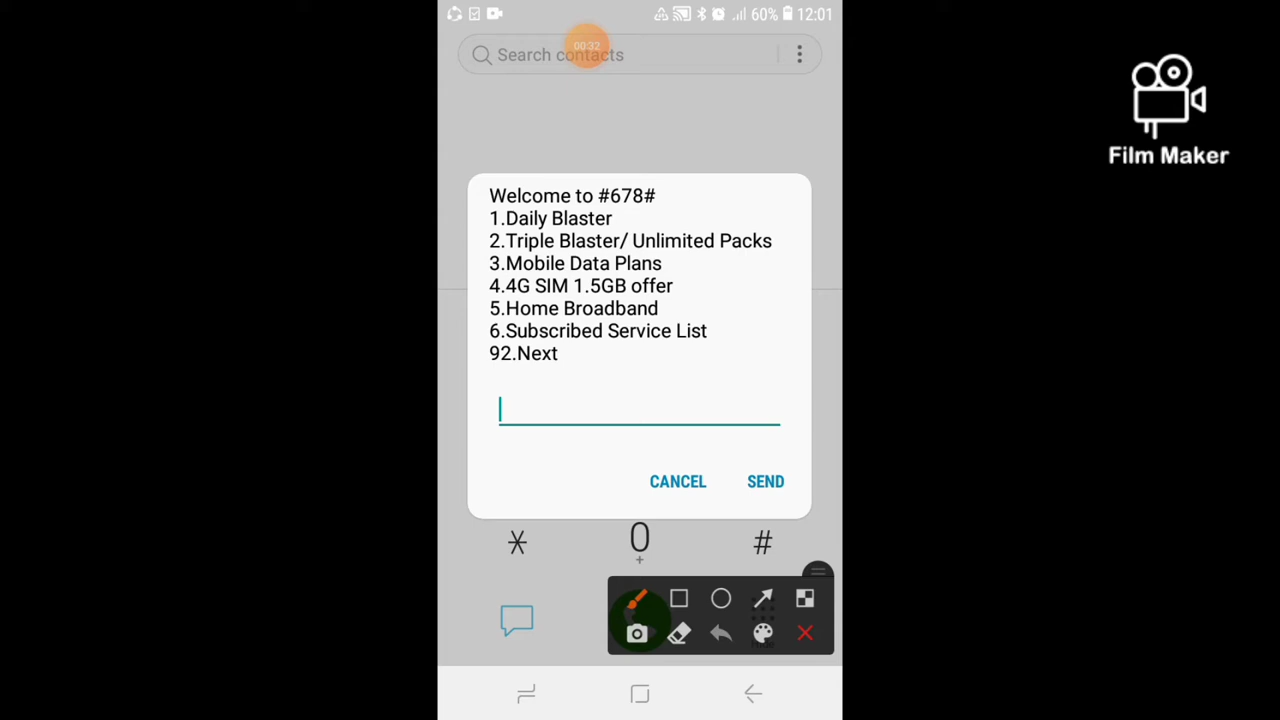 60% 12:01
00:32
Search contacts
Film Maker
Welcome to #678#
1.Daily Blaster
2.Triple Blaster/ Unlimited Packs
3.Mobile Data Plans
4.4G SIM 1.5GB offer
5.Home Broadband
6.Subscribed Service List
92.Next
CANCEL SEND
* 0 #
+